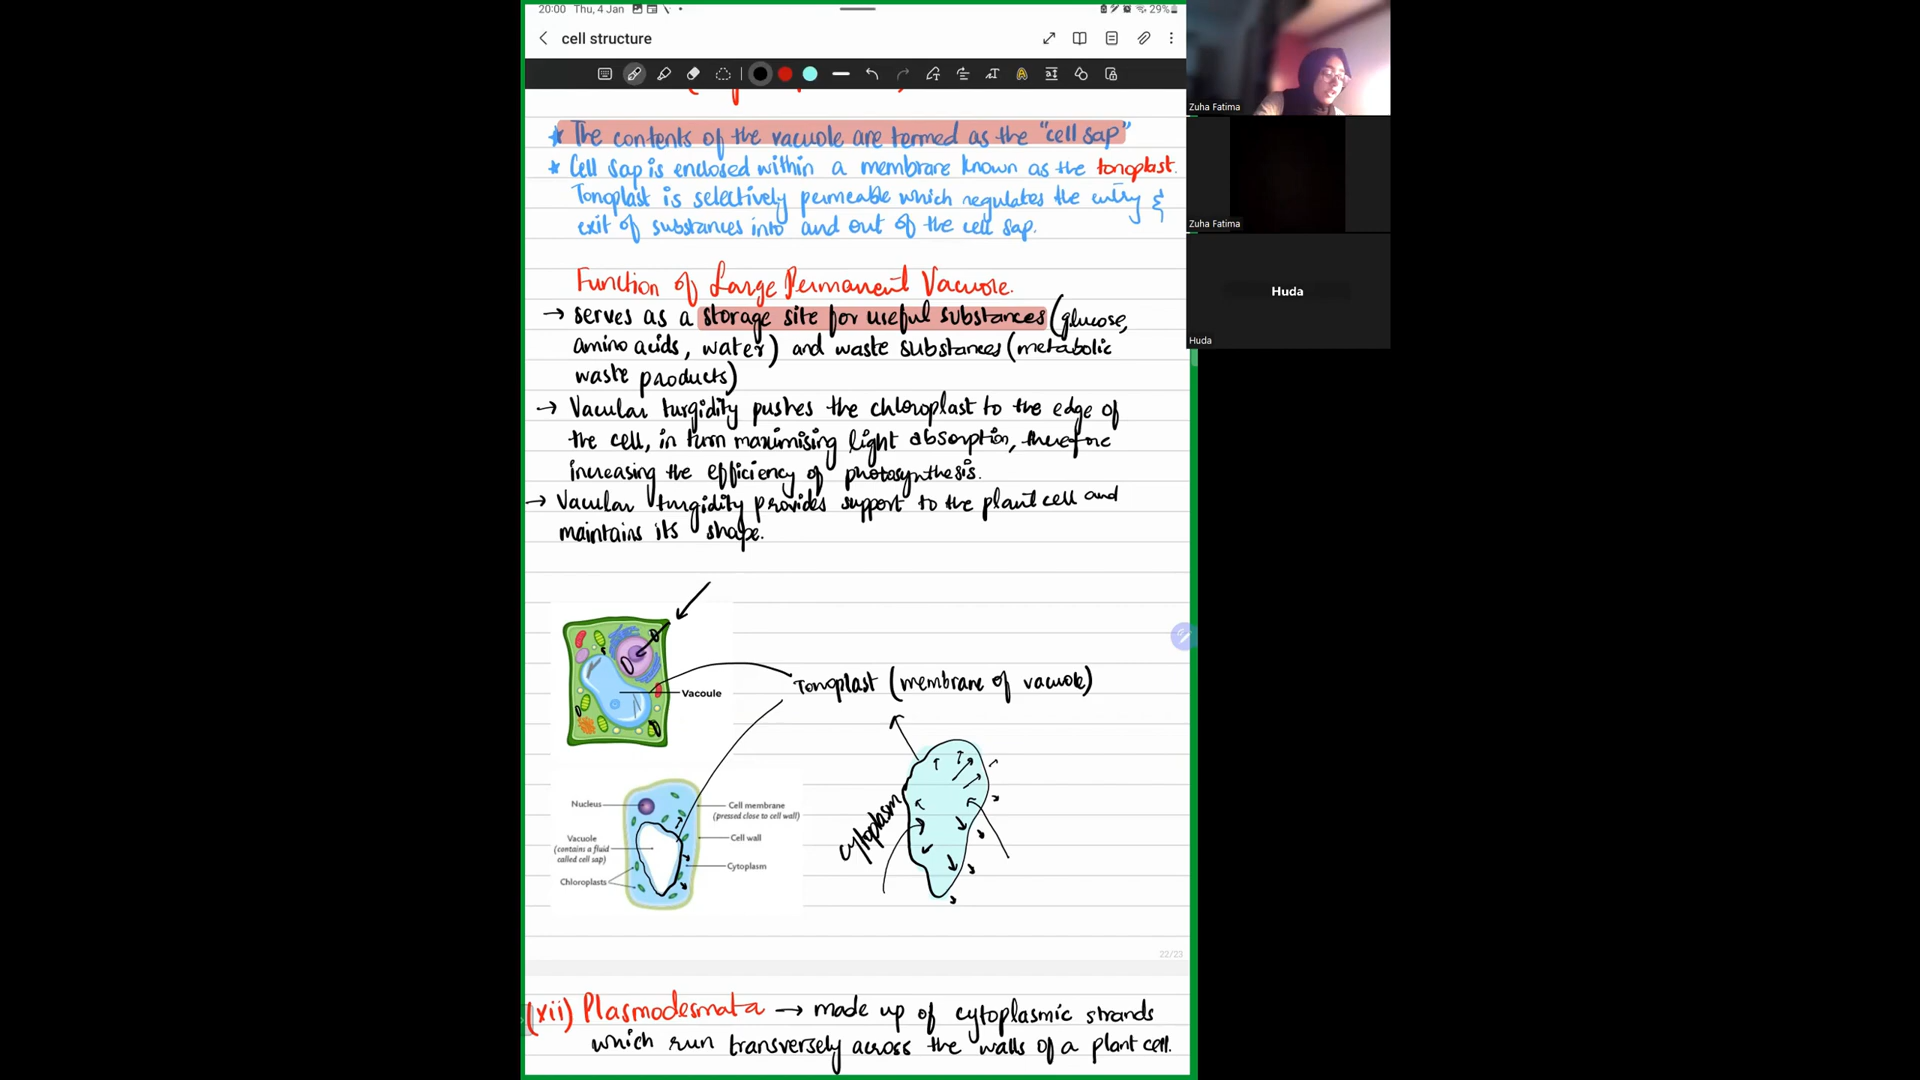 20:00 Thu, 4 Jan
29%
cell structure
* The contents of the vacuole are termed as the "cell sap"
* Cell Sap is enclosed within a membrane known as the tonoplast.
Tonoplast is selectively permeable which regulates the entry &
exit of substances into and out of the cell sap.
Function of Large Permanent Vacuole.
→ serves as a storage site for useful substances (glucose,
amino acids, water) and waste substances (metabolic
waste products)
→ Vacular turgidity pushes the chloroplast to the edge of
the cell, in turn maximising light absorption, therefore
increasing the efficiency of photosynthesis.
→ Vacular turgidity provides support to the plant cell and
maintains its shape.
Vacoule
Tonoplast (membrane of vacuole)
Nucleus
Vacuole
(contains a fluid
called cell sap)
Chloroplasts
Cell membrane
(pressed close to cell wall)
Cell wall
Cytoplasm
cytoplasm
22/23
(xii) Plasmodesmata → made up of cytoplasmic strands
which run transversely across the walls of a plant cell.
Zuha Fatima
Zuha Fatima
Huda
Huda